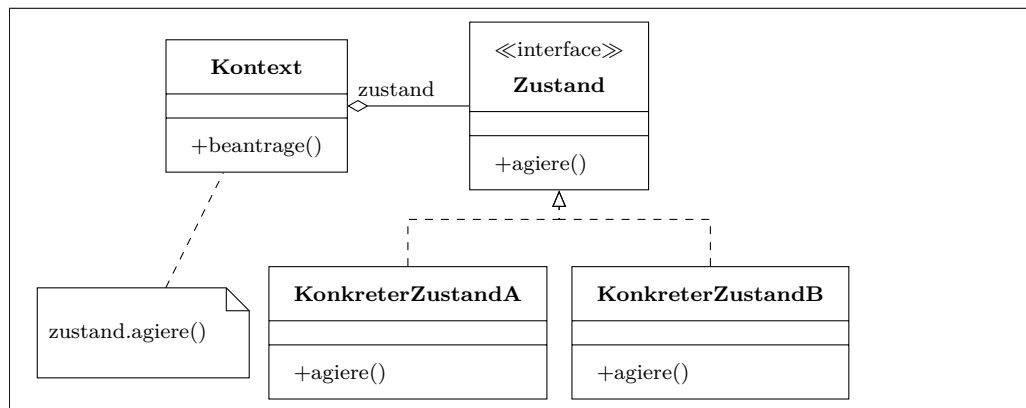 Kontext
+beantrage()
zustand
≪interface≫
Zustand
+agiere()
zustand.agiere()
KonkreterZustandA
+agiere()
KonkreterZustandB
+agiere()